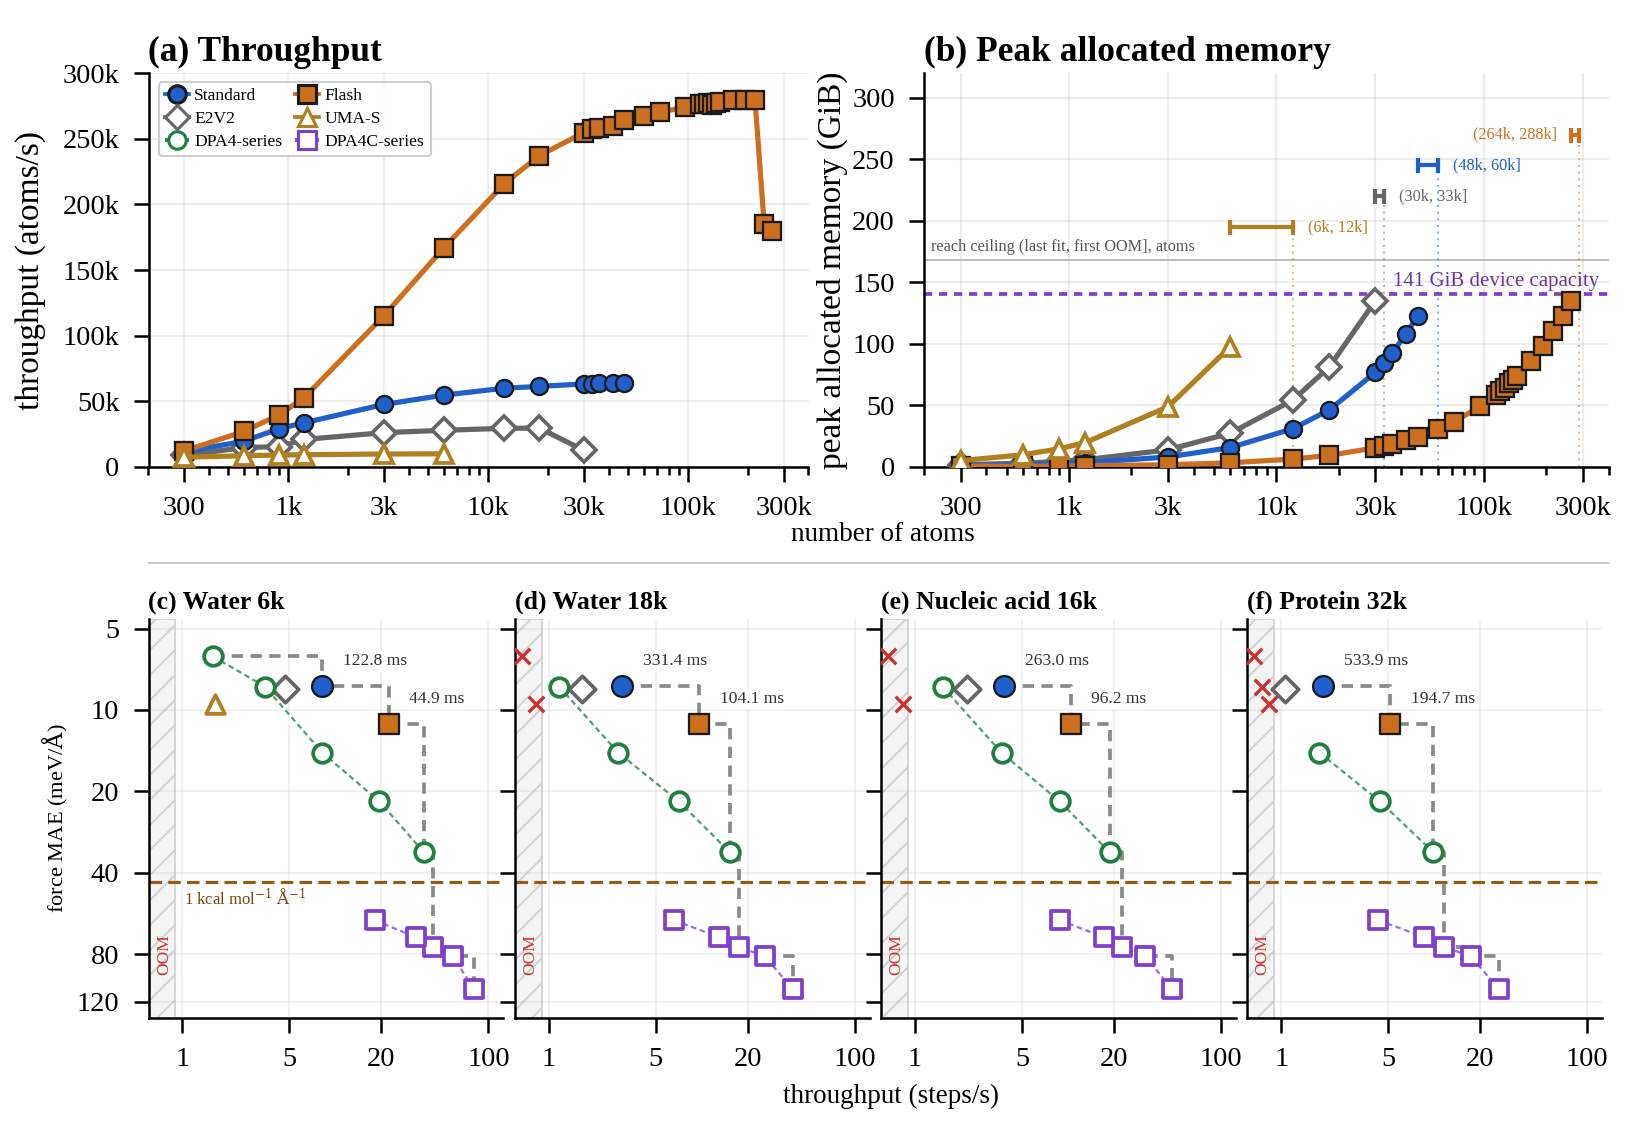 (a) Throughput
throughput (atoms/s)
300k
250k
200k
150k
100k
50k
0
Standard
E2V2
DPA4-series
Flash
UMA-S
DPA4C-series
300
1k
3k
10k
30k
100k
300k
(b) Peak allocated memory
peak allocated memory (GiB)
300
250
200
150
100
50
0
(264k, 288k]
(48k, 60k]
(30k, 33k]
(6k, 12k]
reach ceiling (last fit, first OOM], atoms
141 GiB device capacity
300
1k
3k
10k
30k
100k
300k
number of atoms
(c) Water 6k
force MAE (meV/Å)
5
10
20
40
80
120
122.8 ms
44.9 ms
1 kcal mol⁻¹ Å⁻¹
OOM
1
5
20
100
(d) Water 18k
331.4 ms
104.1 ms
OOM
1
5
20
100
(e) Nucleic acid 16k
263.0 ms
96.2 ms
OOM
1
5
20
100
(f) Protein 32k
533.9 ms
194.7 ms
OOM
1
5
20
100
throughput (steps/s)